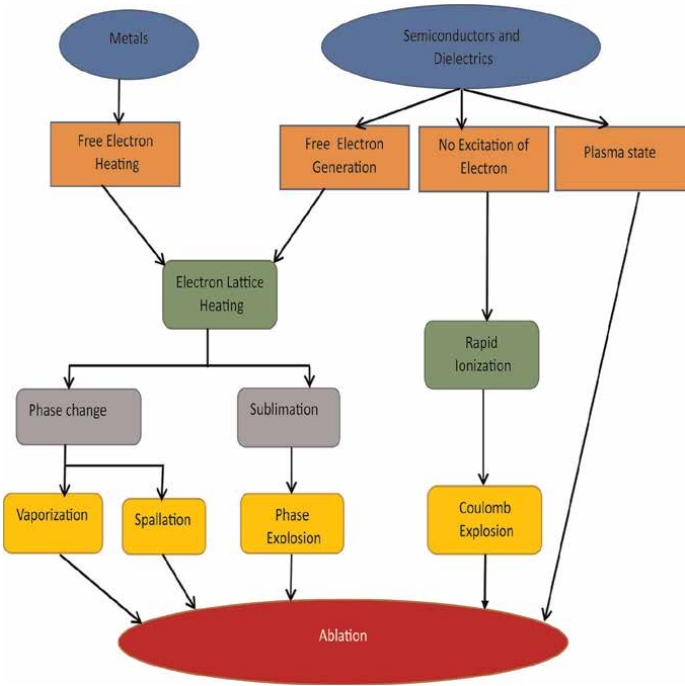 Metals
Semiconductors and
Dielectrics
Free Electron
Heating
Free Electron
Generation
No Excitation of
Electron
Plasma state
Electron Lattice
Heating
Rapid
Ionization
Phase change
Sublimation
Vaporization
Spallation
Phase
Explosion
Coulomb
Explosion
Ablation